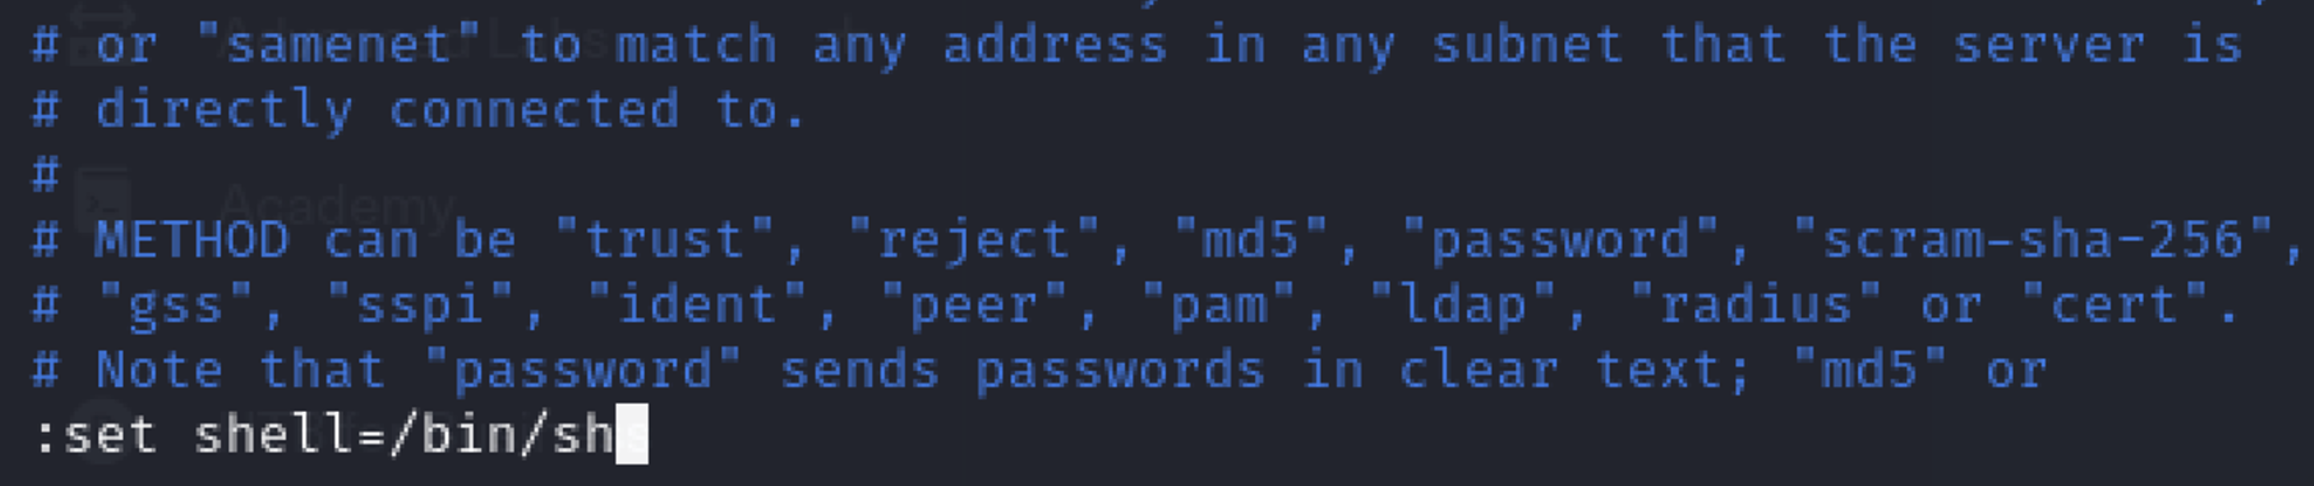 # or "samenet" to match any address in any subnet that the server is
# directly connected to.
#
Academy
# METHOD can be "trust", "reject", "md5", "password", "scram-sha-256",
# "gss", "sspi", "ident", "peer", "pam", "ldap", "radius" or "cert".
# Note that "password" sends passwords in clear text; "md5" or
:set shell=/bin/sh